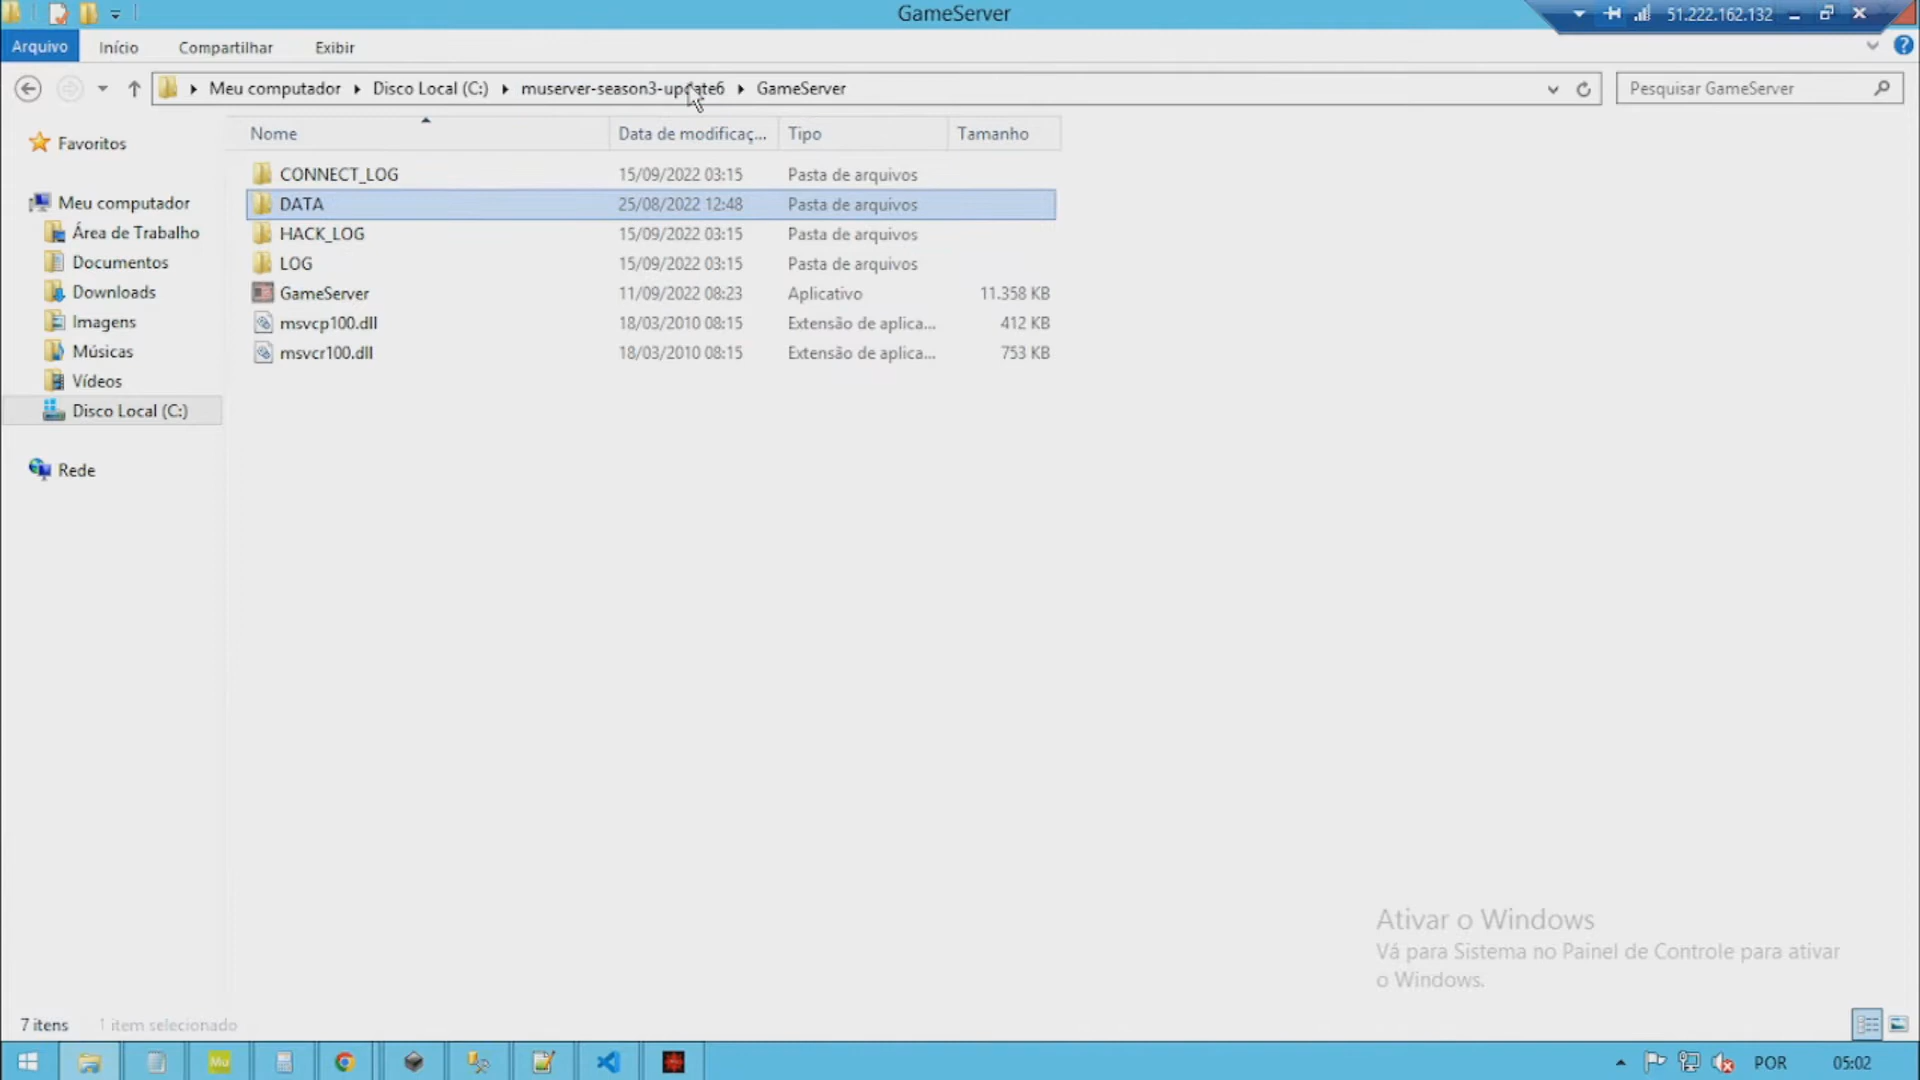 GameServer
51.222.162.132
Arquivo Início Compartilhar Exibir
Meu computador Disco Local (C:) muserver-season3-update6 GameServer
Pesquisar GameServer
Nome Data de modificaç... Tipo Tamanho
Favoritos
Meu computador
Área de Trabalho
Documentos
Downloads
Imagens
Músicas
Vídeos
Disco Local (C:)
Rede
CONNECT_LOG 15/09/2022 03:15 Pasta de arquivos
DATA 25/08/2022 12:48 Pasta de arquivos
HACK_LOG 15/09/2022 03:15 Pasta de arquivos
LOG 15/09/2022 03:15 Pasta de arquivos
GameServer 11/09/2022 08:23 Aplicativo 11.358 KB
msvcp100.dll 18/03/2010 08:15 Extensão de aplica... 412 KB
msvcr100.dll 18/03/2010 08:15 Extensão de aplica... 753 KB
Ativar o Windows
Vá para Sistema no Painel de Controle para ativar
o Windows.
7 itens 1 item selecionado
Mu
POR 05:02